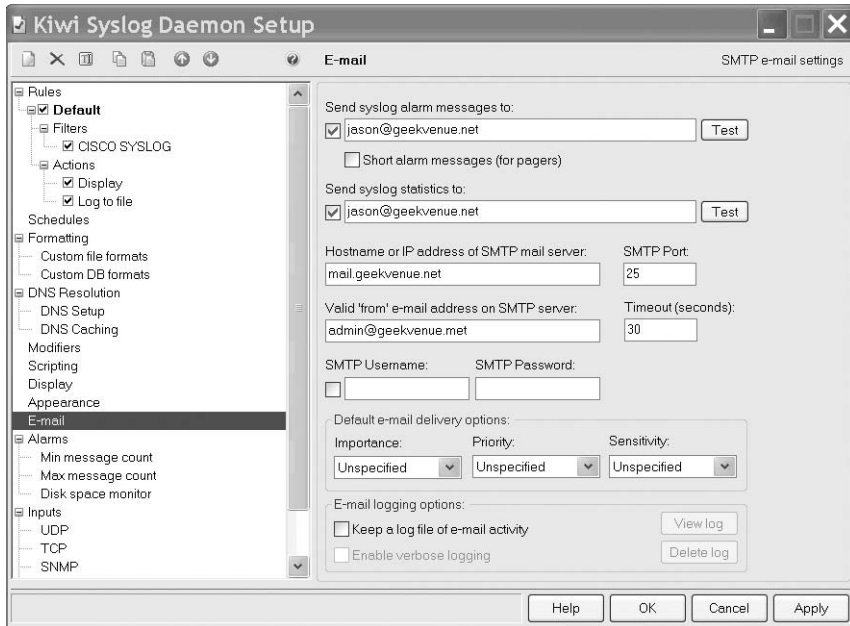 Kiwi Syslog Daemon Setup
E-mail
SMTP e-mail settings
Rules
Default
Filters
CISCO SYSLOG
Actions
Display
Log to file
Schedules
Formatting
Custom file formats
Custom DB formats
DNS Resolution
DNS Setup
DNS Caching
Modifiers
Scripting
Display
Appearance
E-mail
Alarms
Min message count
Max message count
Disk space monitor
Inputs
UDP
TCP
SNMP
Send syslog alarm messages to:
jason@geekvenue.net
Test
Short alarm messages (for pagers)
Send syslog statistics to:
jason@geekvenue.net
Test
Hostname or IP address of SMTP mail server:
SMTP Port:
mail.geekvenue.net
25
Valid 'from' e-mail address on SMTP server:
Timeout (seconds):
admin@geekvenue.met
30
SMTP Username:
SMTP Password:
Default e-mail delivery options:
Importance:
Priority:
Sensitivity:
Unspecified
Unspecified
Unspecified
E-mail logging options:
Keep a log file of e-mail activity
View log
Enable verbose logging
Delete log
Help
OK
Cancel
Apply